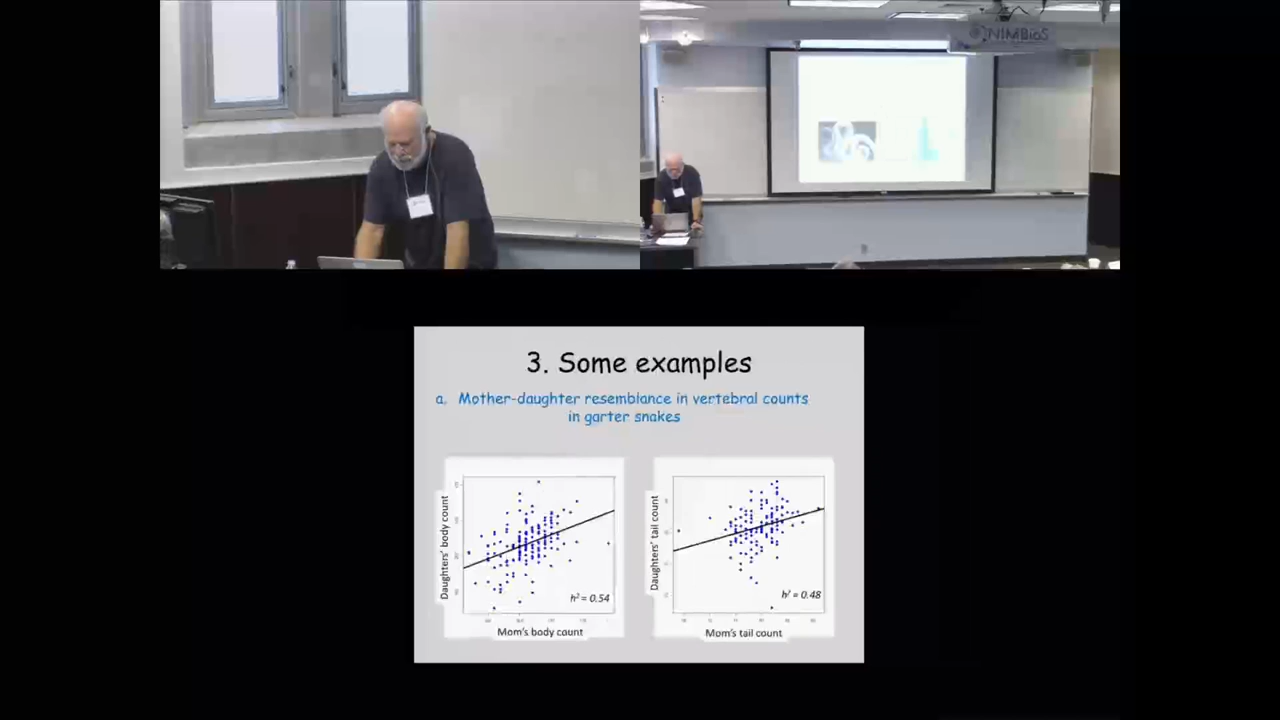 NIMBioS
3. Some examples
a. Mother-daughter resemblance in vertebral counts
in garter snakes
Daughters' body count
h² = 0.54
Mom's body count
Daughters' tail count
h² = 0.48
Mom's tail count